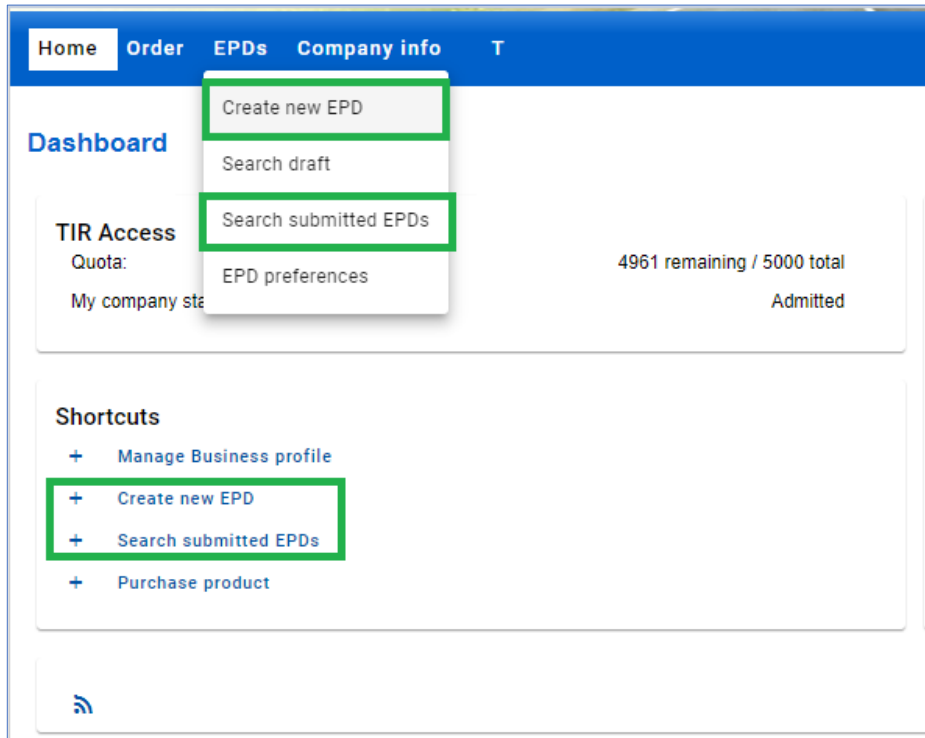 Home Order EPDs Company info T
Create new EPD
Dashboard
Search draft
Search submitted EPDs
EPD preferences
TIR Access
Quota: 4961 remaining / 5000 total
My company sta Admitted
Shortcuts
+ Manage Business profile
+ Create new EPD
+ Search submitted EPDs
+ Purchase product